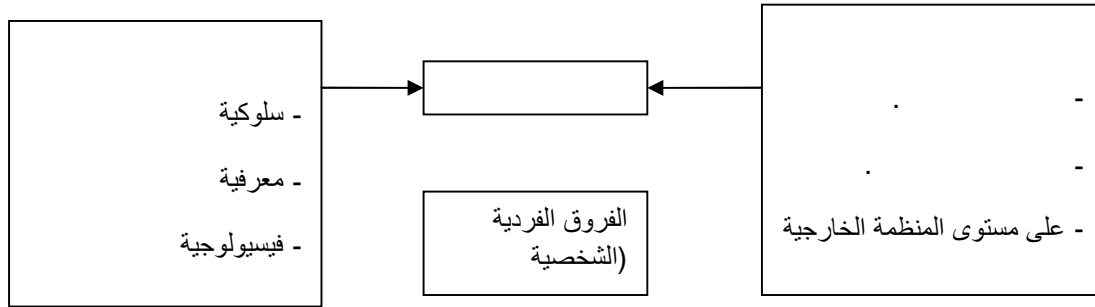 - .
- .
- على مستوى المنظمة الخارجية
الفروق الفردية
(الشخصية
- سلوكية
- معرفية
- فيسيولوجية